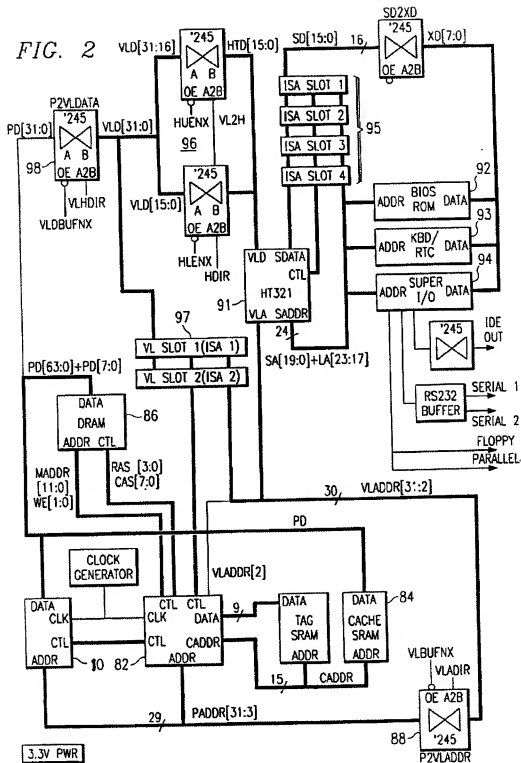 FIG. 2
P2VLDATA
PD[31:0]
'245
OE A2B
98
VLDBUFNX
VLHDIR
VLD[31:0]
VLD[31:16]
'245
A B
OE A2B
HTD[15:0]
HUENX
96
VL2H
'245
A B
OE A2B
VLD[15:0]
HLENX
HDIR
SD[15:0]
16
SD2XD
'245
OE A2B
XD[7:0]
ISA SLOT 1
ISA SLOT 2
ISA SLOT 3
ISA SLOT 4
95
92
ADDR BIOS ROM DATA
93
ADDR KBD/RTC DATA
94
ADDR SUPER I/O DATA
VLD SDATA
CTL
HT321
VLA SADDR
91
24
SA[19:0]+LA[23:17]
'245
IDE OUT
RS232 BUFFER
SERIAL 1
SERIAL 2
FLOPPY
PARALLEL
97
VL SLOT 1(ISA 1)
VL SLOT 2(ISA 2)
PD[63:0]+PD[7:0]
DATA
DRAM
ADDR CTL
86
MADDR [11:0]
WE[1:0]
RAS [3:0]
CAS[7:0]
30
VLADDR[31:2]
PD
VLADDR[2]
CLOCK GENERATOR
DATA
CLK
CTL
ADDR
10
CTL CTL
CLK DATA
CTL CADDR
ADDR
82
9
DATA
TAG SRAM
ADDR
84
DATA
CACHE SRAM
ADDR
15
CADDR
29
PADDR[31:3]
VLBUFNX
VLADIR
OE A2B
'245
88
P2VLADDR
3.3V PWR